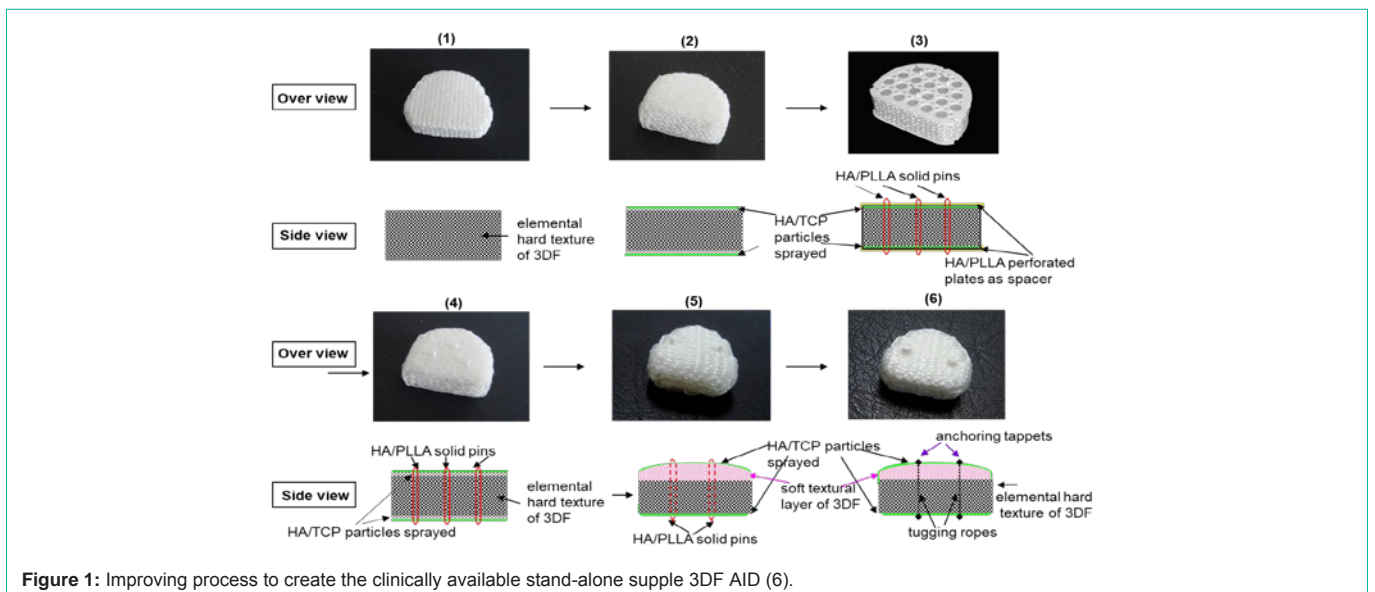 (1)
(2)
(3)
Over view
HA/PLLA solid pins
Side view
elemental
hard texture
of 3DF
HA/TCP
particles
sprayed
HA/PLLA perforated
plates as spacer
(4)
(5)
(6)
Over view
HA/PLLA solid pins
HA/TCP particles
sprayed
anchoring tappets
Side view
elemental
hard texture
of 3DF
soft textural
layer of 3DF
elemental hard
texture of 3DF
HA/TCP particles sprayed
HA/PLLA solid pins
tugging ropes
Figure 1: Improving process to create the clinically available stand-alone supple 3DF AID (6).